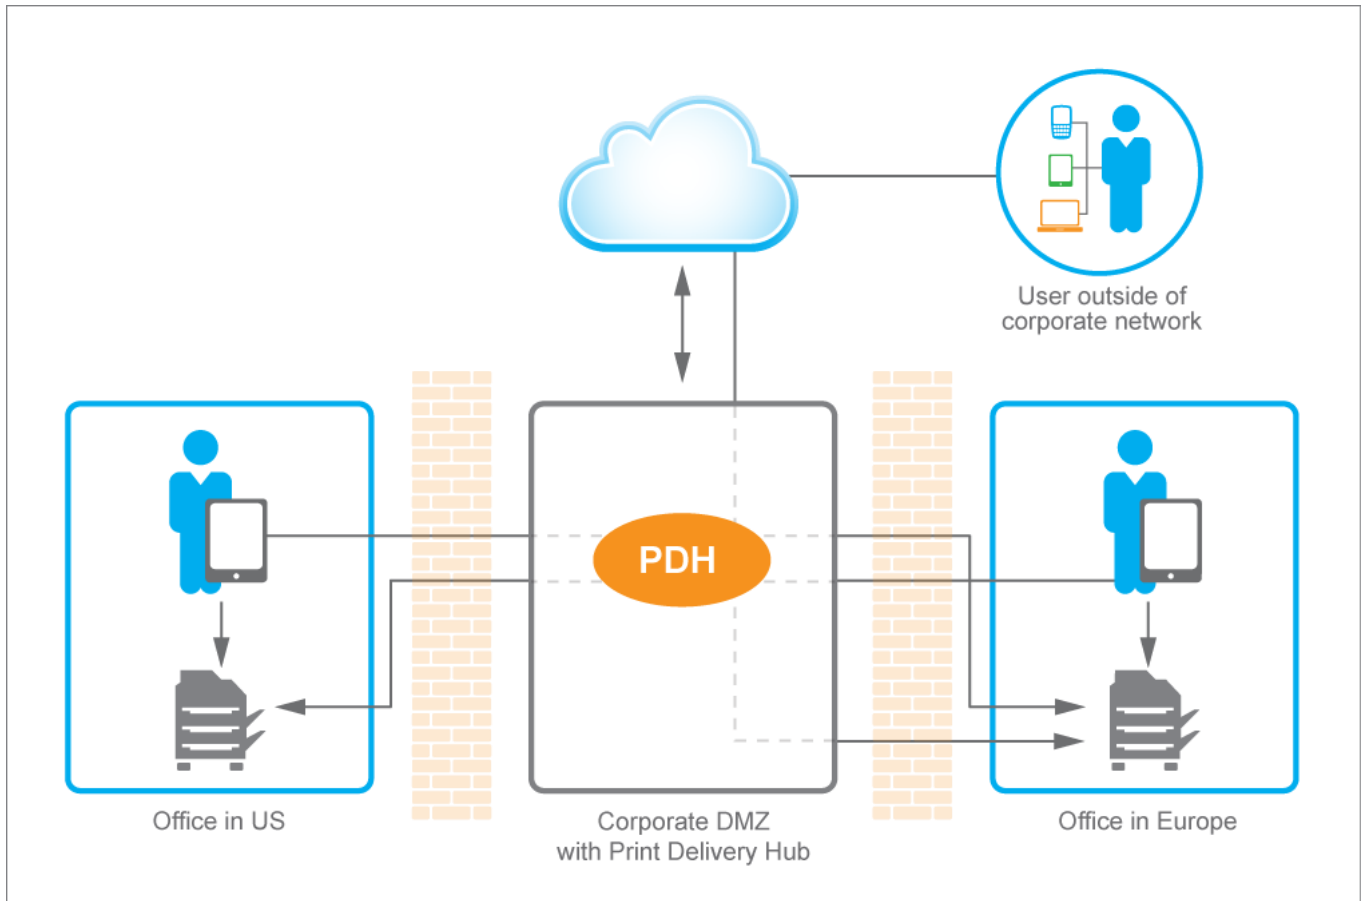 User outside of
corporate network
PDH
Office in US
Corporate DMZ
with Print Delivery Hub
Office in Europe